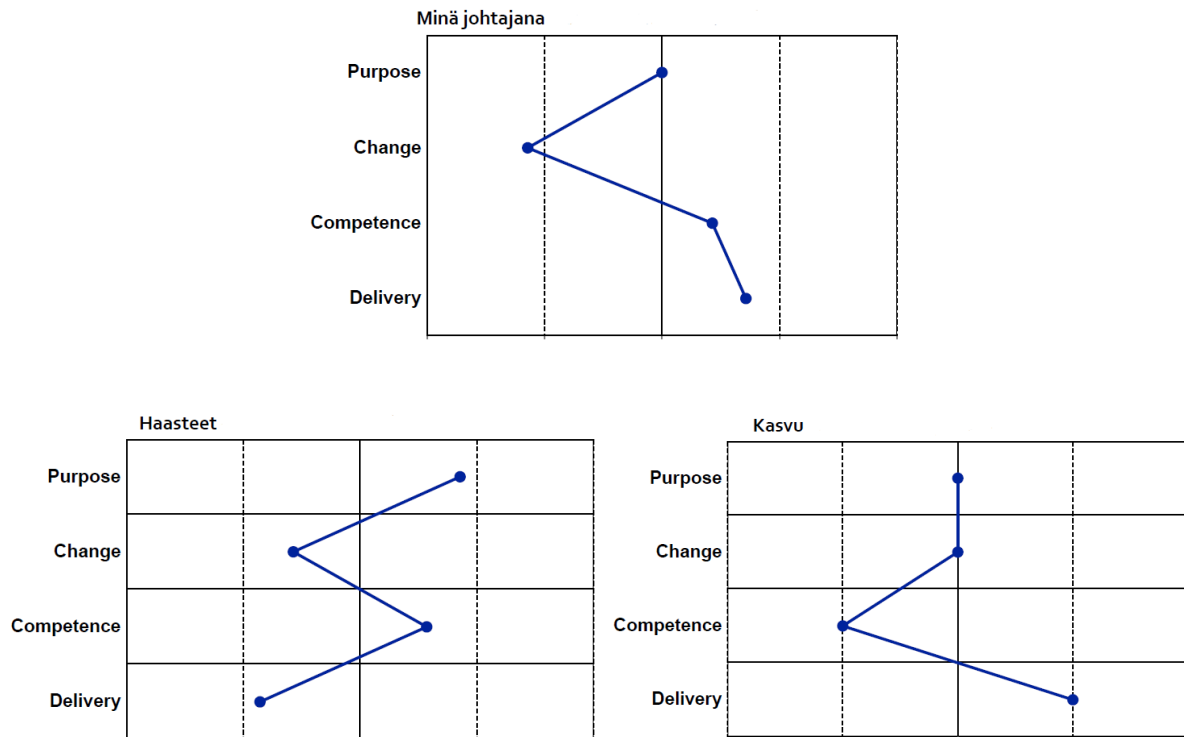 Minä johtajana
Purpose
Change
Competence
Delivery
Haasteet
Purpose
Change
Competence
Delivery
Kasvu
Purpose
Change
Competence
Delivery